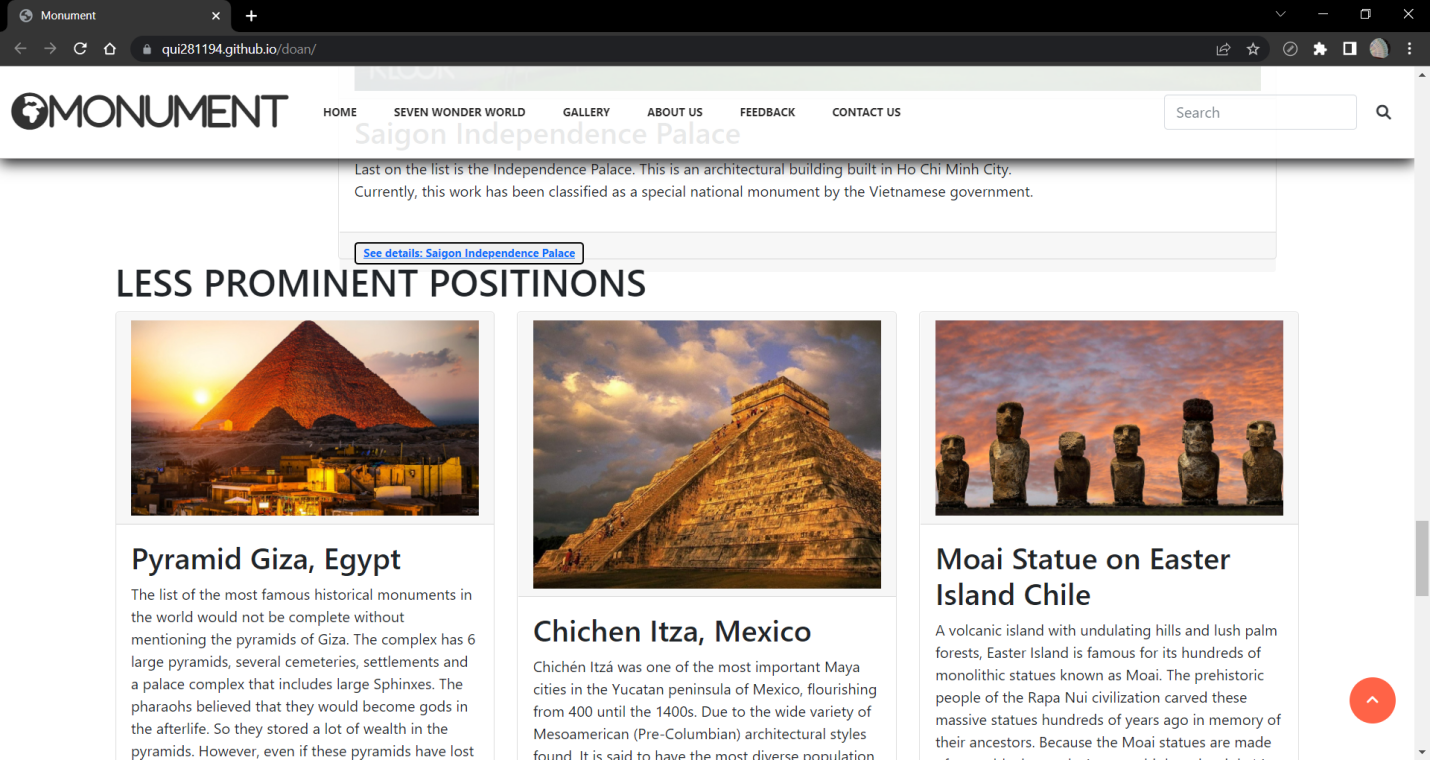 Monument
qui281194.github.io/doan/
KLOOK
MONUMENT
HOME
SEVEN WONDER WORLD
GALLERY
ABOUT US
FEEDBACK
CONTACT US
Search
Saigon Independence Palace
Last on the list is the Independence Palace. This is an architectural building built in Ho Chi Minh City.
Currently, this work has been classified as a special national monument by the Vietnamese government.
See details: Saigon Independence Palace
LESS PROMINENT POSITINONS
Pyramid Giza, Egypt
The list of the most famous historical monuments in
the world would not be complete without
mentioning the pyramids of Giza. The complex has 6
large pyramids, several cemeteries, settlements and
a palace complex that includes large Sphinxes. The
pharaohs believed that they would become gods in
the afterlife. So they stored a lot of wealth in the
pyramids. However, even if these pyramids have lost
Chichen Itza, Mexico
Chichén Itzá was one of the most important Maya
cities in the Yucatan peninsula of Mexico, flourishing
from 400 until the 1400s. Due to the wide variety of
Mesoamerican (Pre-Columbian) architectural styles
found. It is said to have the most diverse population
Moai Statue on Easter
Island Chile
A volcanic island with undulating hills and lush palm
forests, Easter Island is famous for its hundreds of
monolithic statues known as Moai. The prehistoric
people of the Rapa Nui civilization carved these
massive statues hundreds of years ago in memory of
their ancestors. Because the Moai statues are made